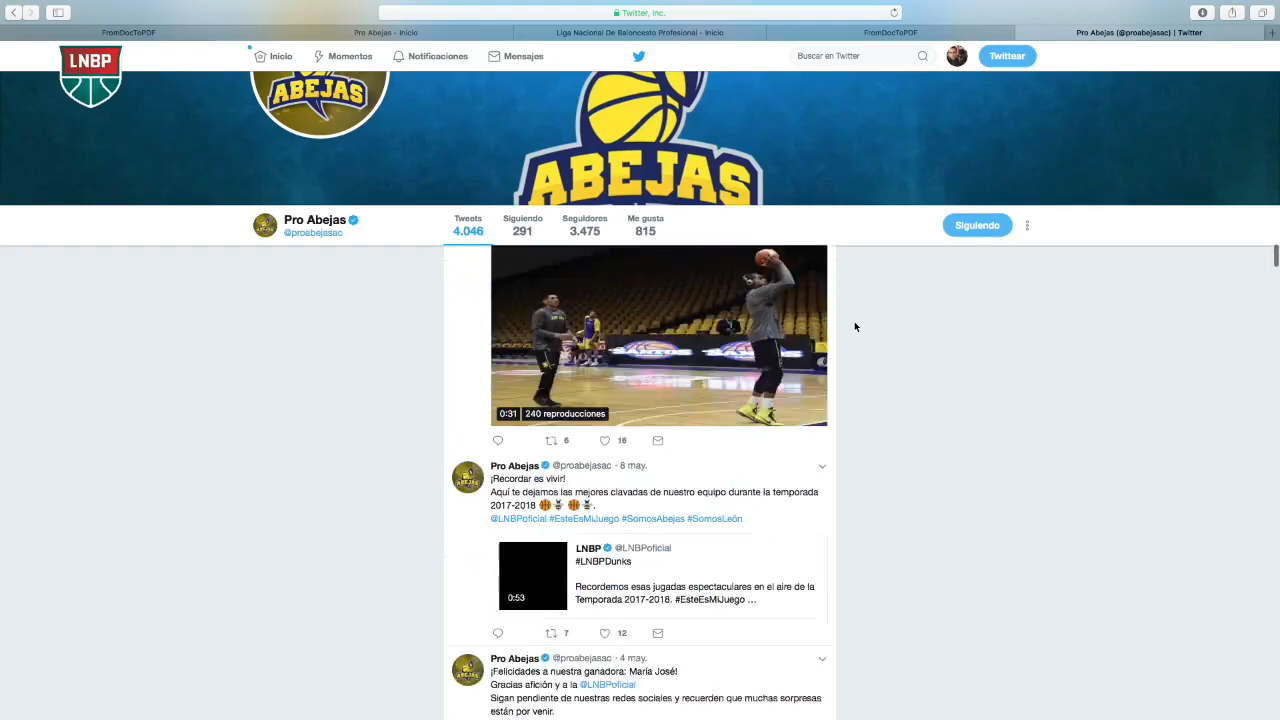 Twitter, Inc.
FromDocToPDF
Pro Abejas - Inicio
Liga Nacional De Baloncesto Profesional - Inicio
FromDocToPDF
Pro Abejas (@proabejasac) | Twitter
LNBP
Inicio
Momentos
Notificaciones
Mensajes
Buscar en Twitter
Twittear
ABEJAS
ABEJAS
Pro Abejas
@proabejasac
Tweets
4.046
Siguiendo
291
Seguidores
3.475
Me gusta
815
Siguiendo
0:31 | 240 reproducciones
6
16
Pro Abejas @proabejasac · 8 may.
¡Recordar es vivir!
Aquí te dejamos las mejores clavadas de nuestro equipo durante la temporada
2017-2018 🏀🐝 🏀🐝.
@LNBPoficial #EsteEsMiJuego #SomosAbejas #SomosLeón
LNBP @LNBPoficial
#LNBPDunks
Recordemos esas jugadas espectaculares en el aire de la
Temporada 2017-2018. #EsteEsMiJuego ...
0:53
7
12
Pro Abejas @proabejasac · 4 may.
¡Felicidades a nuestra ganadora: María José!
Gracias afición y a la @LNBPoficial
Sigan pendiente de nuestras redes sociales y recuerden que muchas sorpresas
están por venir.